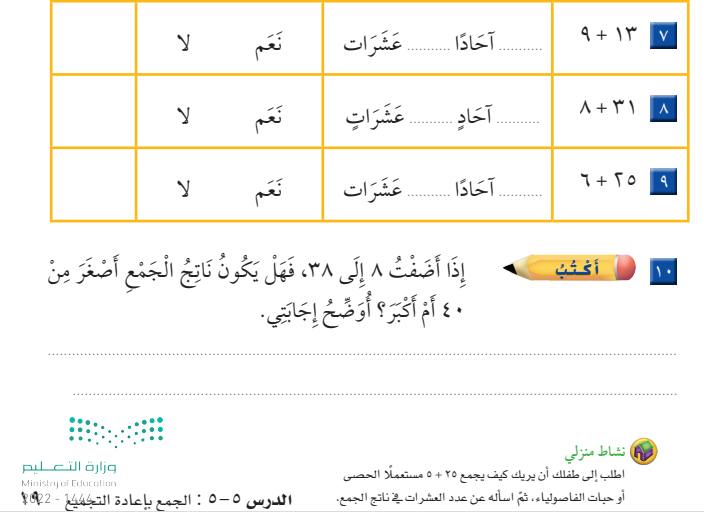 ٧ ١٣ + ٩ ........... آحَادًا ........... عَشَرَات نَعَم لا
٨ ٣١ + ٨ ........... آحَادٍ ........... عَشَرَاتٍ نَعَم لا
٩ ٢٥ + ٦ ........... آحَادًا ........... عَشَرَات نَعَم لا
١٠ أكْتُبُ إِذَا أَضَفْتُ ٨ إِلَى ٣٨، فَهَلْ يَكُونُ نَاتِجُ الْجَمْعِ أَصْغَرَ مِنْ
٤٠ أَمْ أَكْبَرَ؟ أُوَضِّحُ إِجَابَتِي.
نشاط منزلي
اطلب إلى طفلك أن يريك كيف يجمع ٢٥ + ٥ مستعملًا الحصى
أو حبات الفاصولياء، ثمّ اسأله عن عدد العشرات في ناتج الجمع.
وزارة التعليم
Ministry of Education
2022 - 1444
الدرس ٥-٥ : الجمع بإعادة التجميع ١٩